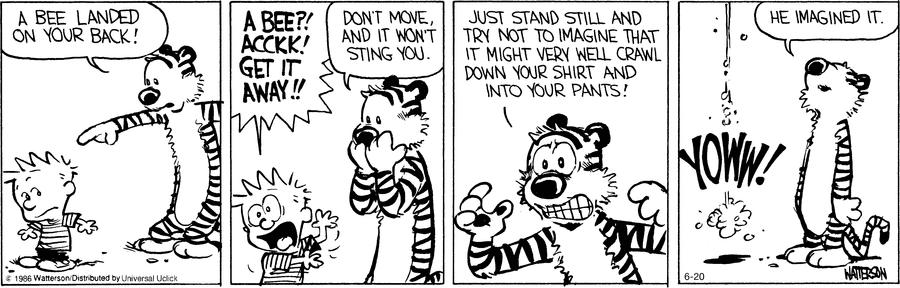 A BEE LANDED
ON YOUR BACK!
© 1986 Watterson/Distributed by Universal Uclick
A BEE?!
ACCKK!
GET IT
AWAY!!
DON'T MOVE,
AND IT WON'T
STING YOU.
JUST STAND STILL AND
TRY NOT TO IMAGINE THAT
IT MIGHT VERY WELL CRAWL
DOWN YOUR SHIRT AND
INTO YOUR PANTS!
HE IMAGINED IT.
YOWW!
6-20
WATTERSON